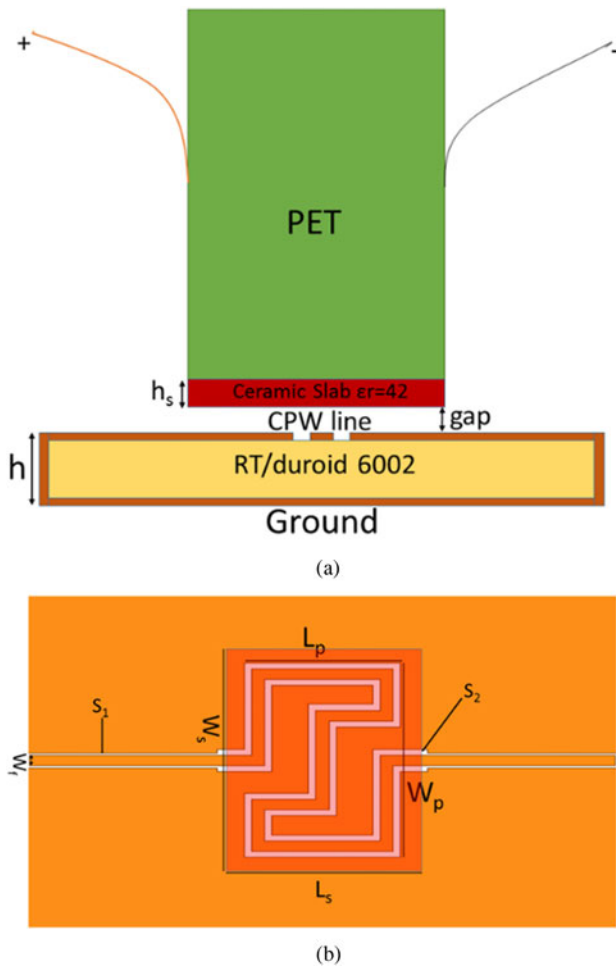 +
-
PET
hₛ
Ceramic Slab εr=42
CPW line
gap
h
RT/duroid 6002
Ground
(a)
Lₚ
S₁
Wₛ
S₂
Wₚ
Lₛ
(b)